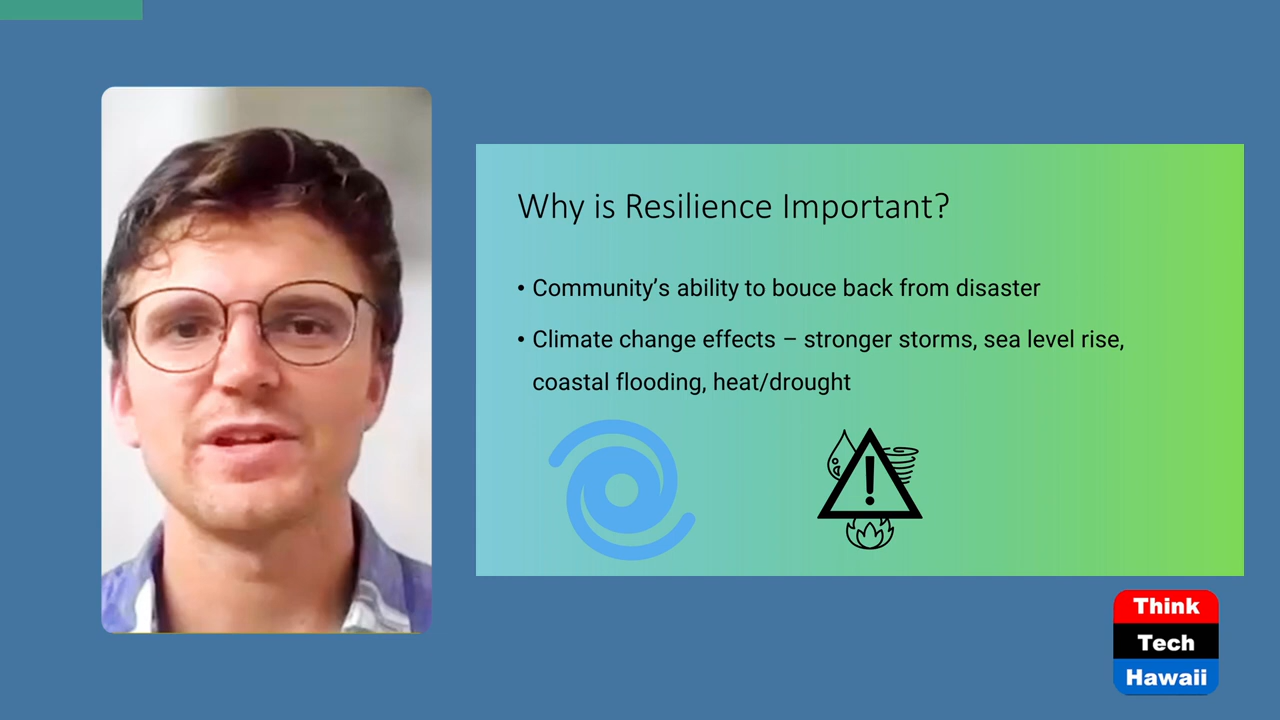 Why is Resilience Important?
• Community’s ability to bouce back from disaster
• Climate change effects – stronger storms, sea level rise,
coastal flooding, heat/drought
!
Think
Tech
Hawaii